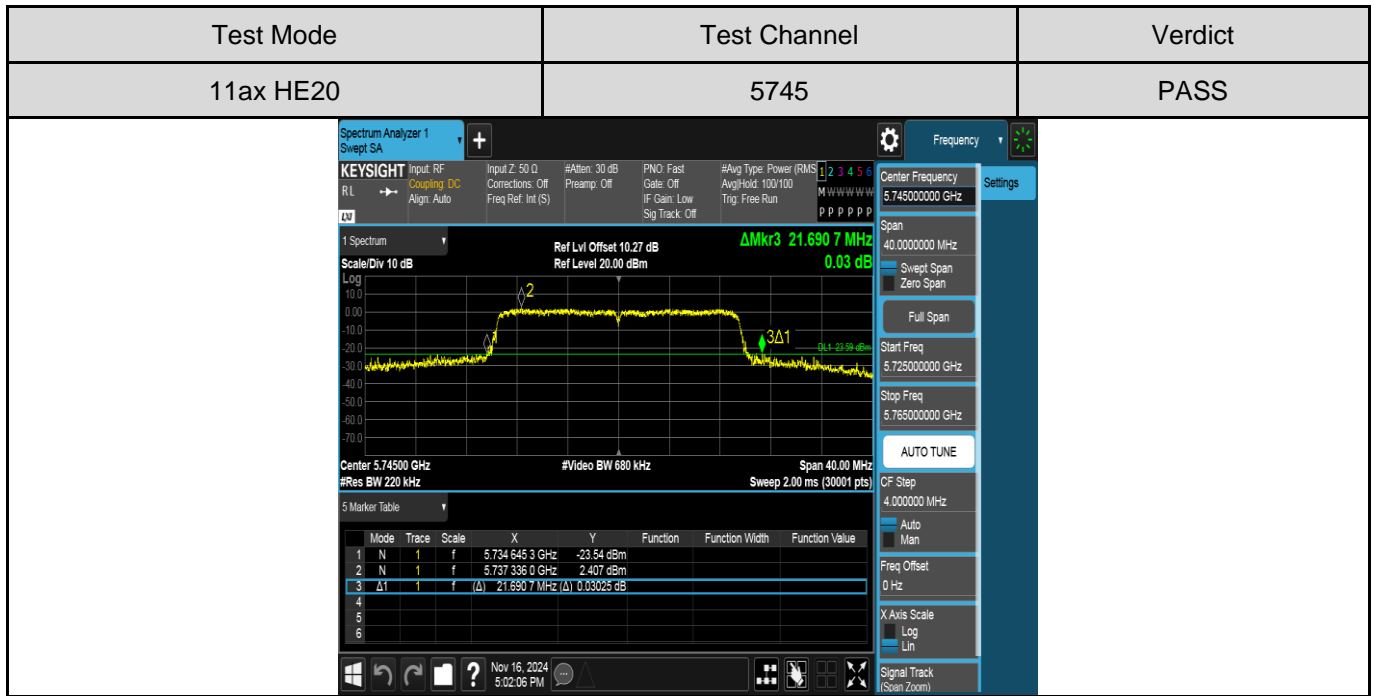 Test Mode Test Channel Verdict
11ax HE20 5745 PASS
Spectrum Analyzer 1
Swept SA
+
Frequency
KEYSIGHT Input: RF Input Z: 50 Ω #Atten: 30 dB PNO: Fast #Avg Type: Power (RMS 1 2 3 4 5 6
RL Coupling: DC Corrections: Off Preamp: Off Gate: Off Avg|Hold: 100/100 M W W W W W
Align: Auto Freq Ref: Int (S) IF Gain: Low Trig: Free Run
LXI Sig Track: Off P P P P P P
1 Spectrum
Scale/Div 10 dB
Ref Lvl Offset 10.27 dB
Ref Level 20.00 dBm
ΔMkr3 21.690 7 MHz
0.03 dB
Log
10.0
0.00
-10.0
-20.0
-30.0
-40.0
-50.0
-60.0
-70.0
2
3Δ1
DL1 -23.59 dBm
Center 5.74500 GHz #Video BW 680 kHz Span 40.00 MHz
#Res BW 220 kHz Sweep 2.00 ms (30001 pts)
5 Marker Table
Mode Trace Scale X Y Function Function Width Function Value
1 N 1 f 5.734 645 3 GHz -23.54 dBm
2 N 1 f 5.737 336 0 GHz 2.407 dBm
3 Δ1 1 f (Δ) 21.690 7 MHz (Δ) 0.03025 dB
4
5
6
? Nov 16, 2024
5:02:06 PM
Center Frequency
5.745000000 GHz
Settings
Span
40.0000000 MHz
Swept Span
Zero Span
Full Span
Start Freq
5.725000000 GHz
Stop Freq
5.765000000 GHz
AUTO TUNE
CF Step
4.000000 MHz
Auto
Man
Freq Offset
0 Hz
X Axis Scale
Log
Lin
Signal Track
(Span Zoom)